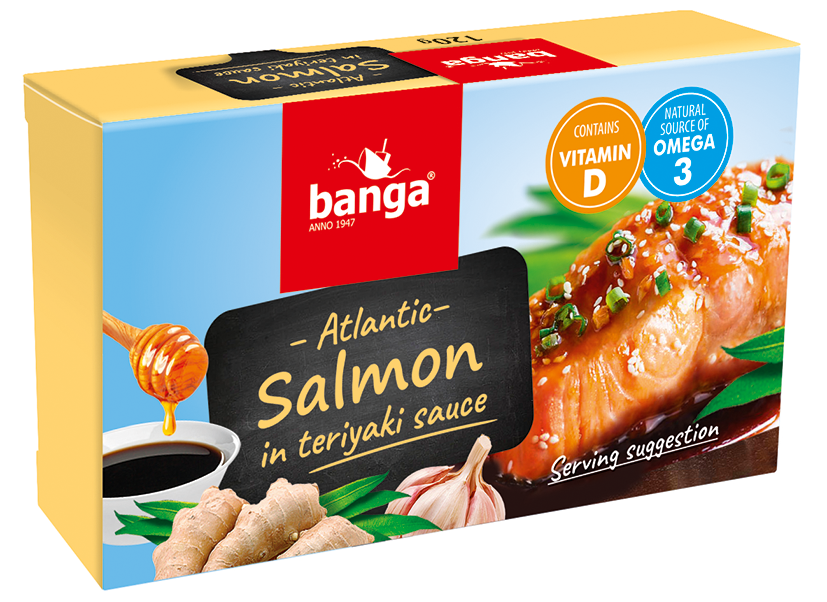 120g
– Atlantic –
Salmon
in teriyaki sauce
banga
CONTAINS
VITAMIN
D
NATURAL
SOURCE OF
OMEGA
3
banga®
ANNO 1947
– Atlantic –
Salmon
in teriyaki sauce
Serving suggestion